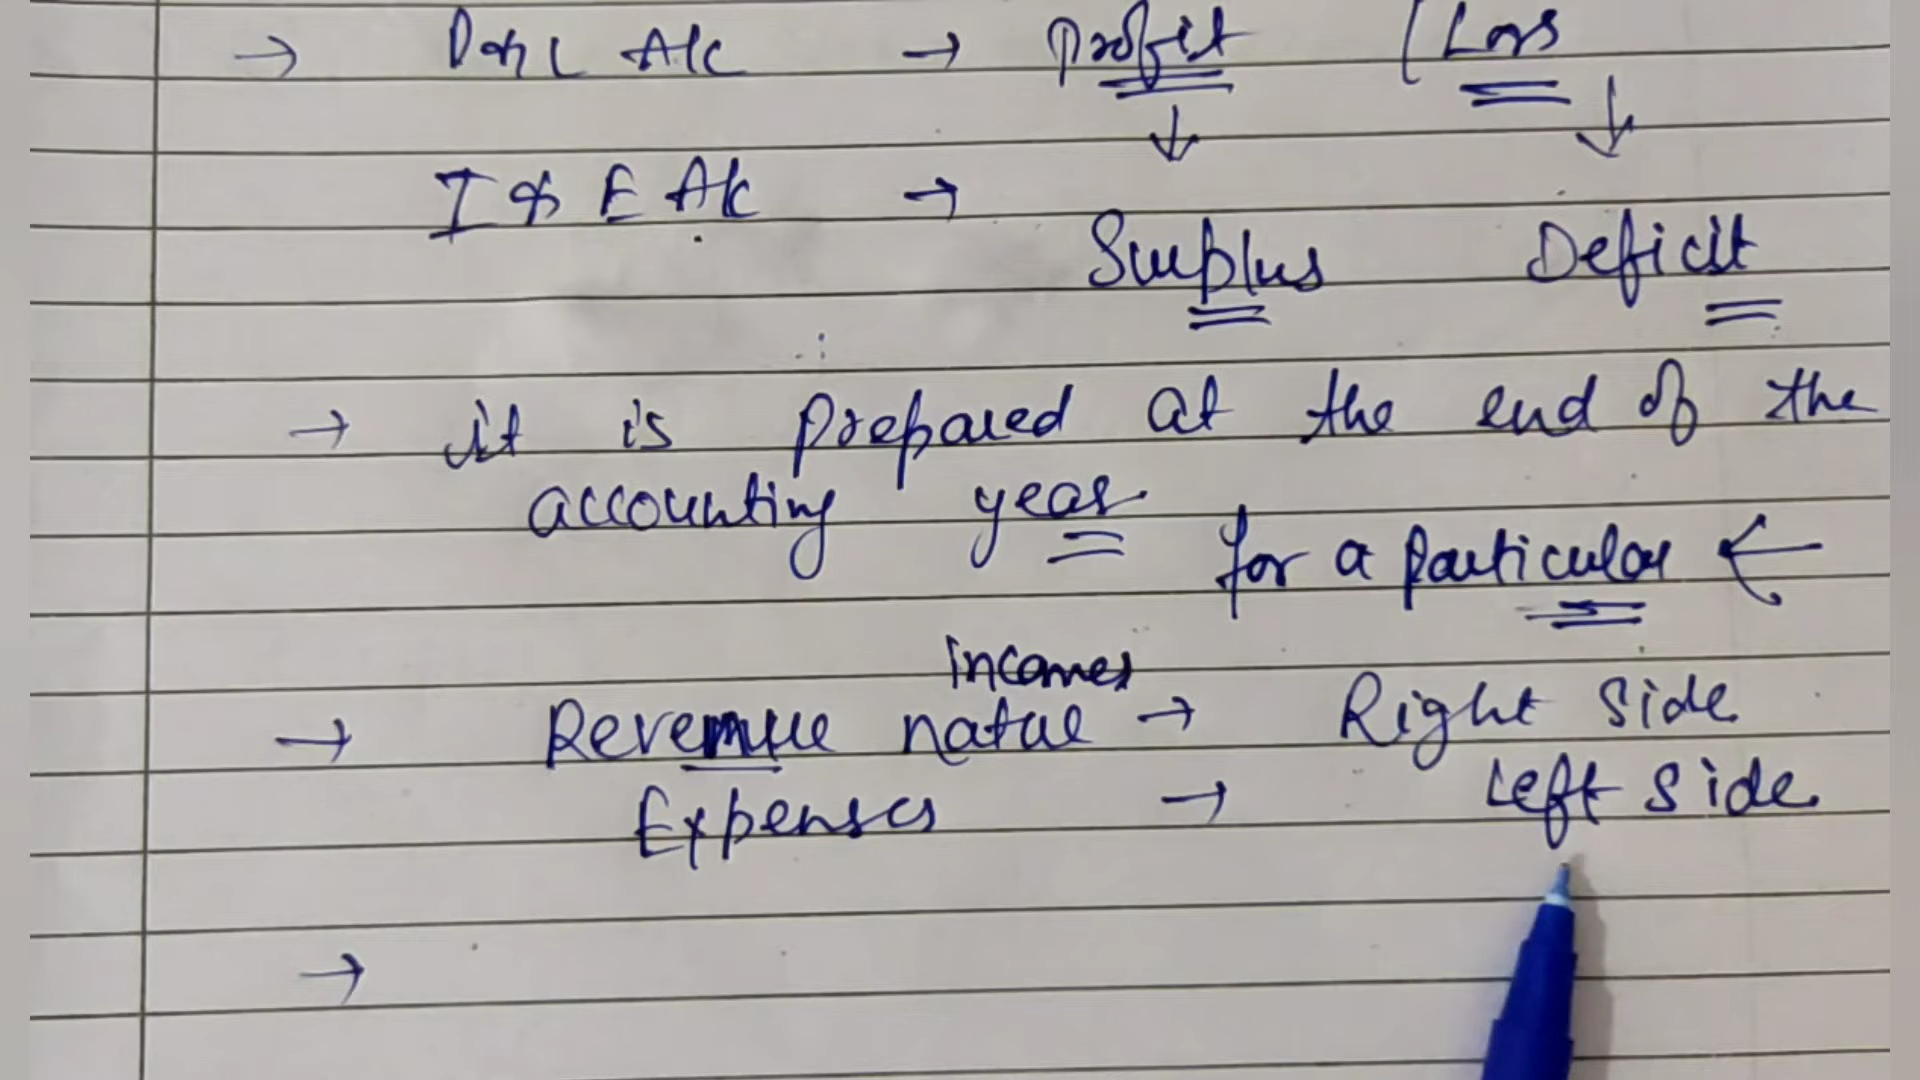 → P & L A/c → Profit (Loss
↓ ↓
I & E A/c →
Surplus Deficit
→ it is prepared at the end of the
accounting year
for a particular ←
incomes
→ Revenue natue → Right Side
Expenses → Left Side
→